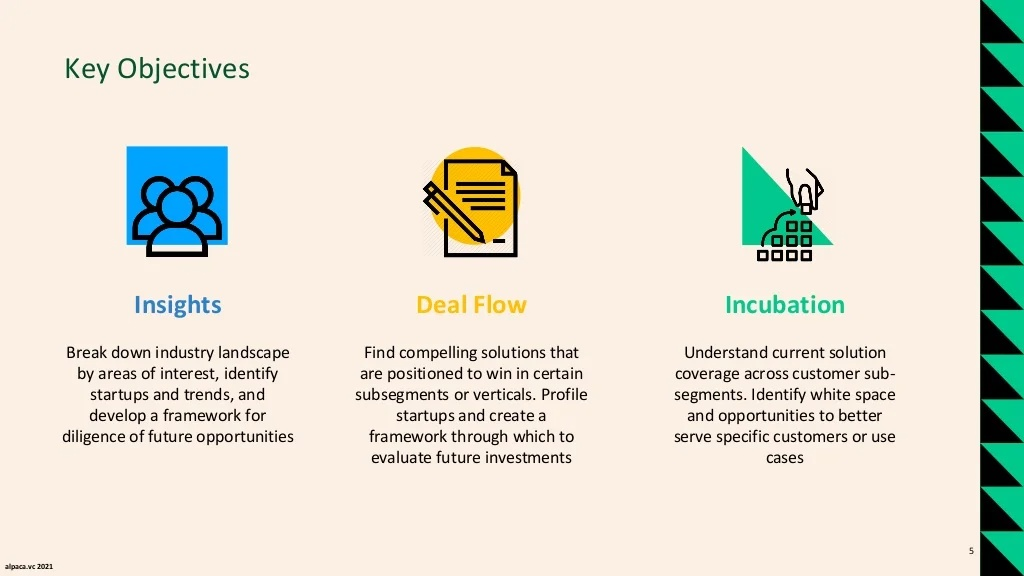 Key Objectives
Insights
Break down industry landscape
by areas of interest, identify
startups and trends, and
develop a framework for
diligence of future opportunities
Deal Flow
Find compelling solutions that
are positioned to win in certain
subsegments or verticals. Profile
startups and create a
framework through which to
evaluate future investments
Incubation
Understand current solution
coverage across customer sub-
segments. Identify white space
and opportunities to better
serve specific customers or use
cases
5
alpaca.vc 2021